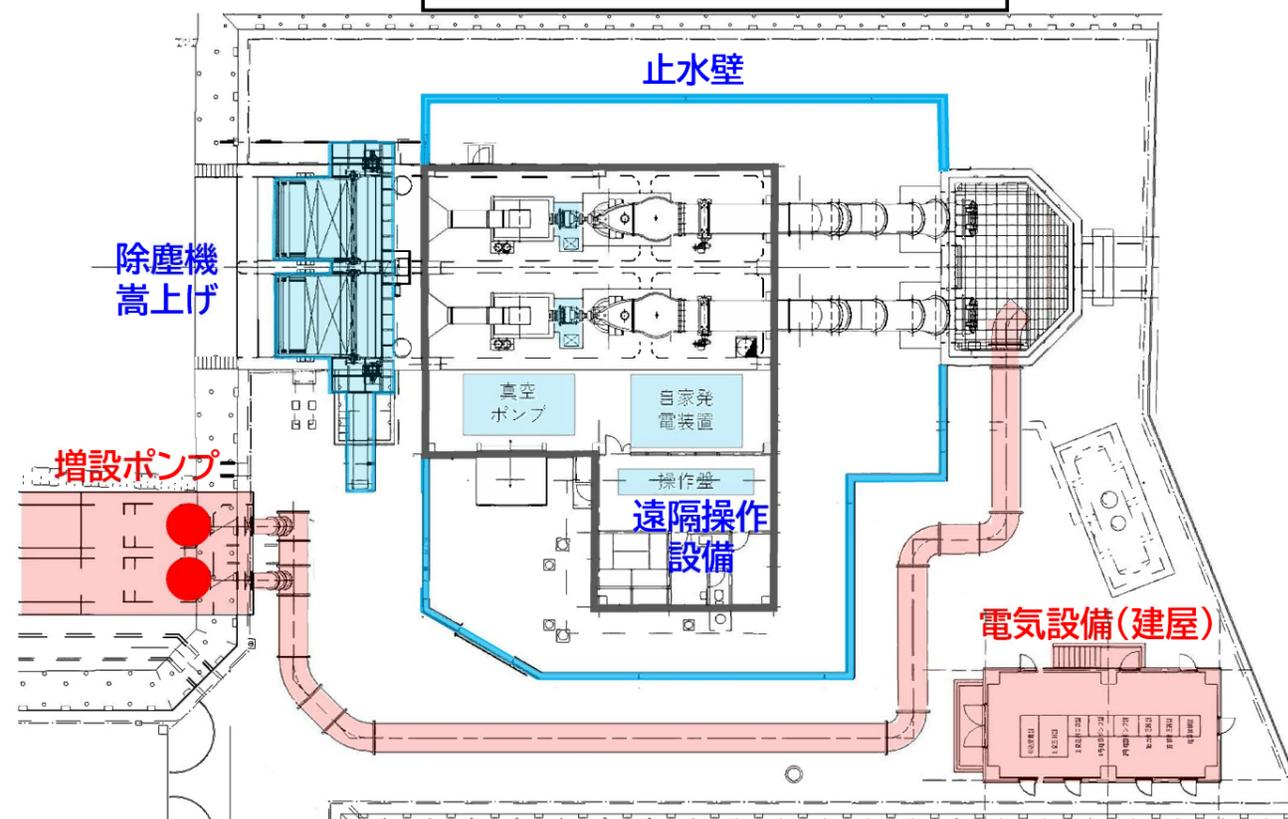 止水壁
除塵機
嵩上げ
真空
ポンプ
自家発
電装置
操作盤
遠隔操作
設備
増設ポンプ
電気設備(建屋)